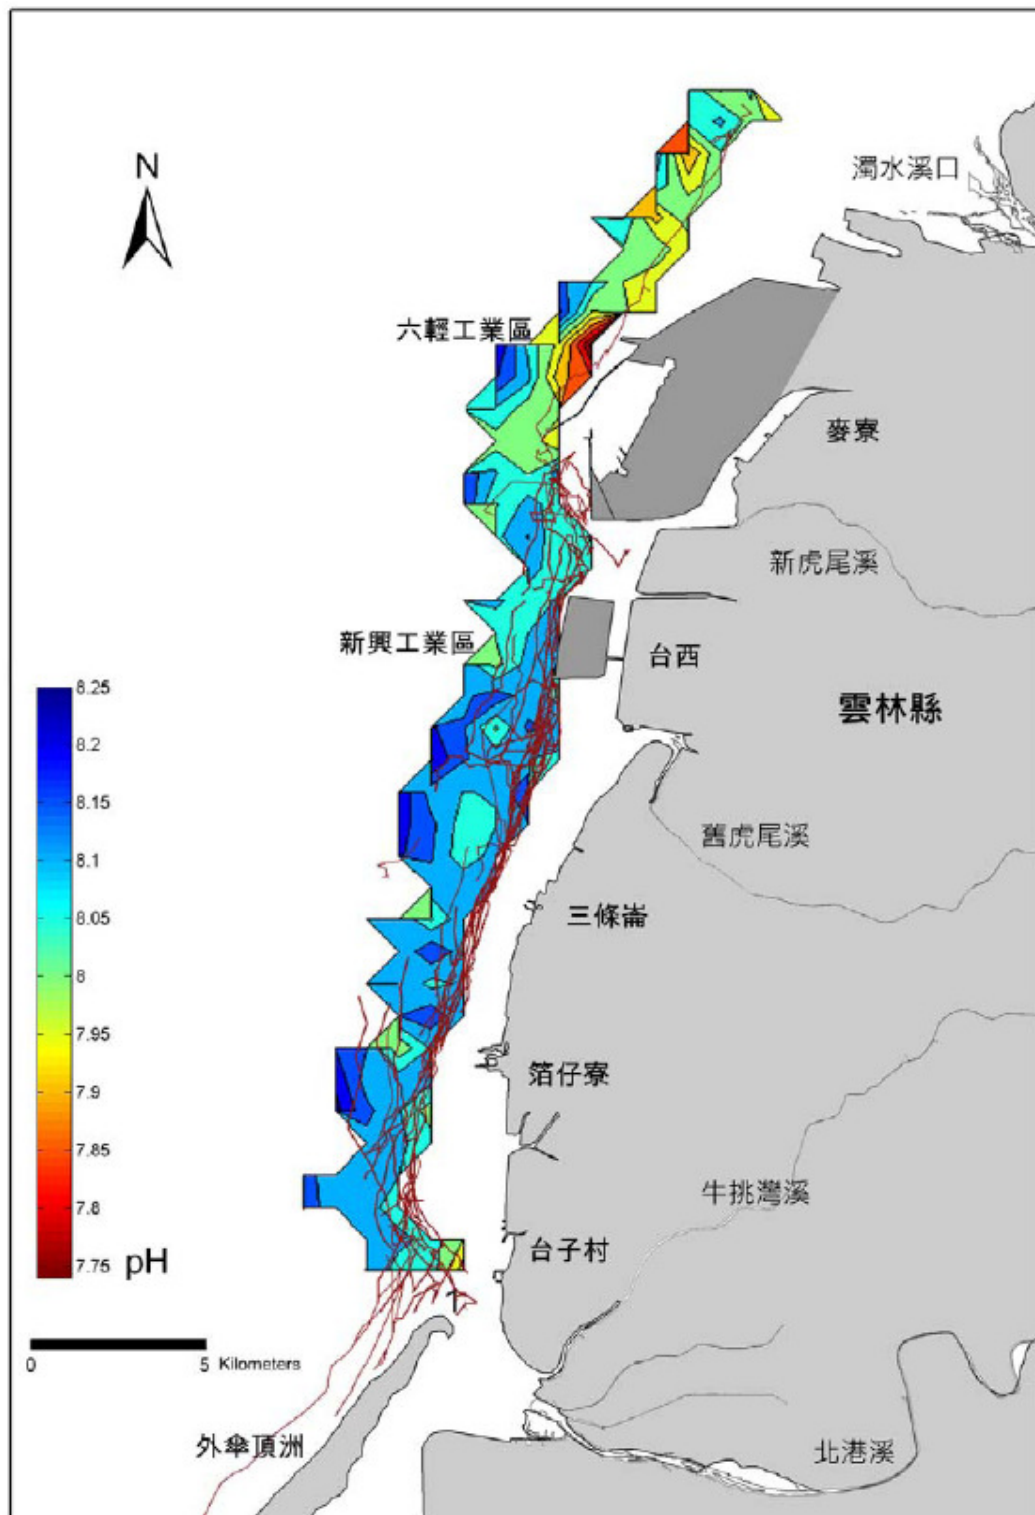 N
濁水溪口
六輕工業區
麥寮
新虎尾溪
新興工業區
台西
雲林縣
8.25
8.2
8.15
8.1
8.05
8
7.95
7.9
7.85
7.8
7.75
pH
舊虎尾溪
三條崙
箔仔寮
牛挑灣溪
台子村
0 5 Kilometers
外傘頂洲
北港溪